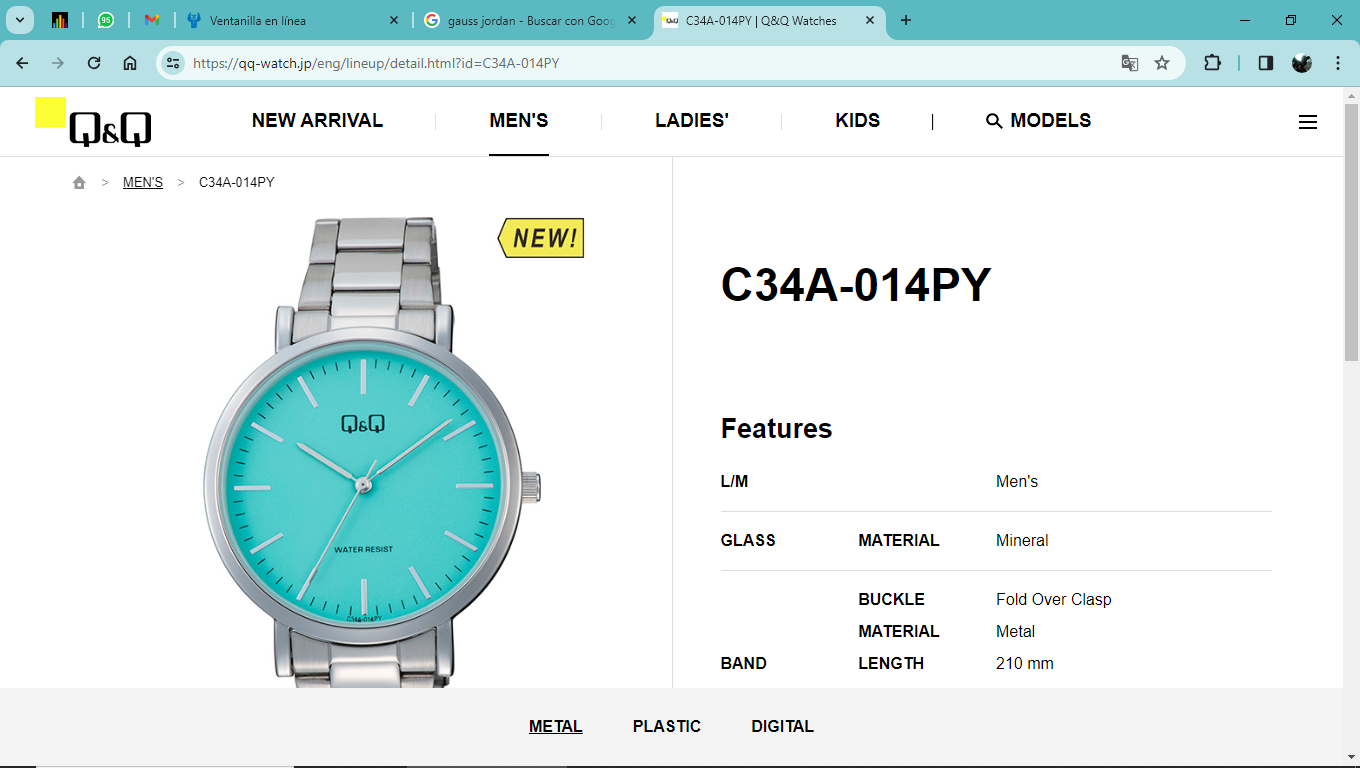 95
Ventanilla en línea
gauss jordan - Buscar con Goog
Q&Q
C34A-014PY | Q&Q Watches
https://qq-watch.jp/eng/lineup/detail.html?id=C34A-014PY
Q&Q
NEW ARRIVAL
MEN'S
LADIES'
KIDS
MODELS
> MEN'S > C34A-014PY
NEW!
Q&Q
WATER RESIST
C34A-014PY
C34A-014PY
Features
L/M Men's
GLASS MATERIAL Mineral
BUCKLE Fold Over Clasp
MATERIAL Metal
BAND LENGTH 210 mm
METAL PLASTIC DIGITAL